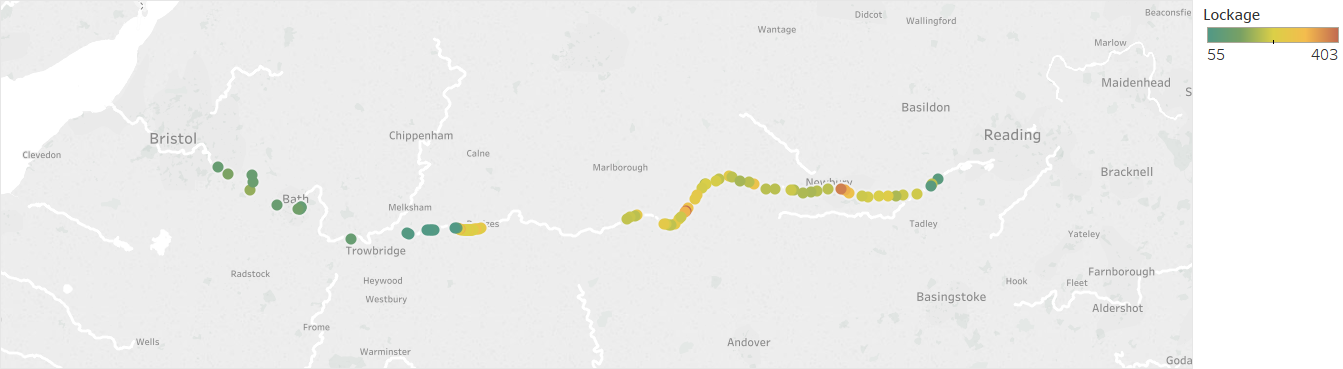 Didcot
Wallingford
Beaconsfie
Lockage
Wantage
55
403
Marlow
Maidenhead
S
Basildon
Bristol
Chippenham
Reading
Clevedon
Calne
Marlborough
Bracknell
Newbury
Bath
Melksham
Tadley
Yateley
Trowbridge
Radstock
Heywood
Hook
Fleet
Farnborough
Westbury
Basingstoke
Aldershot
Frome
Wells
Andover
Warminster
Goda